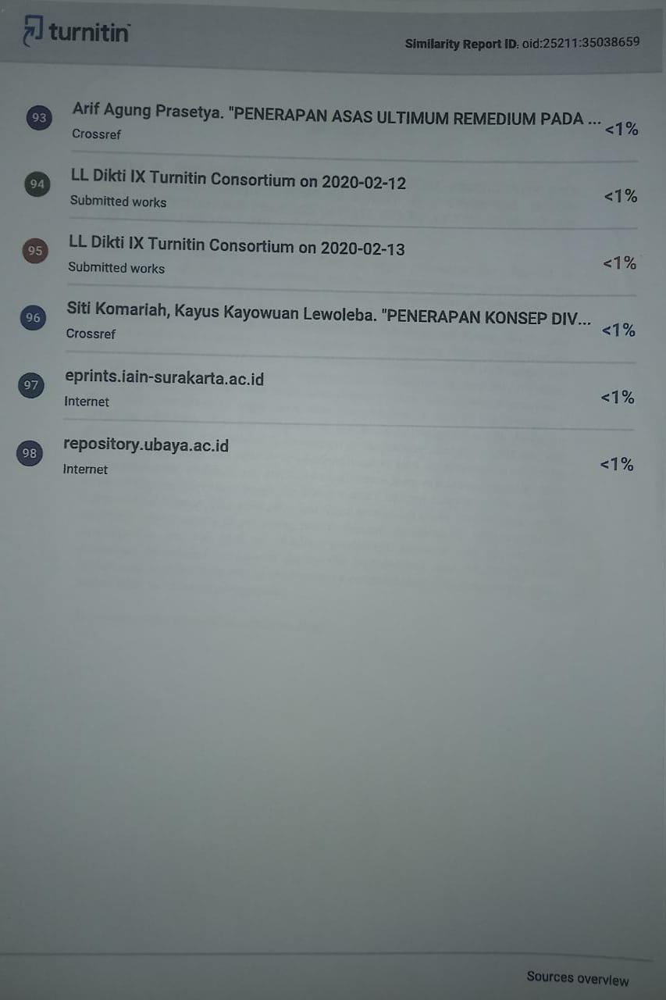 turnitin
Similarity Report ID: oid:25211:35038659
93
Arif Agung Prasetya. "PENERAPAN ASAS ULTIMUM REMEDIUM PADA ...
<1%
Crossref
94
LL Dikti IX Turnitin Consortium on 2020-02-12
<1%
Submitted works
95
LL Dikti IX Turnitin Consortium on 2020-02-13
<1%
Submitted works
96
Siti Komariah, Kayus Kayowuan Lewoleba. "PENERAPAN KONSEP DIV...
<1%
Crossref
97
eprints.iain-surakarta.ac.id
<1%
Internet
98
repository.ubaya.ac.id
<1%
Internet
Sources overview